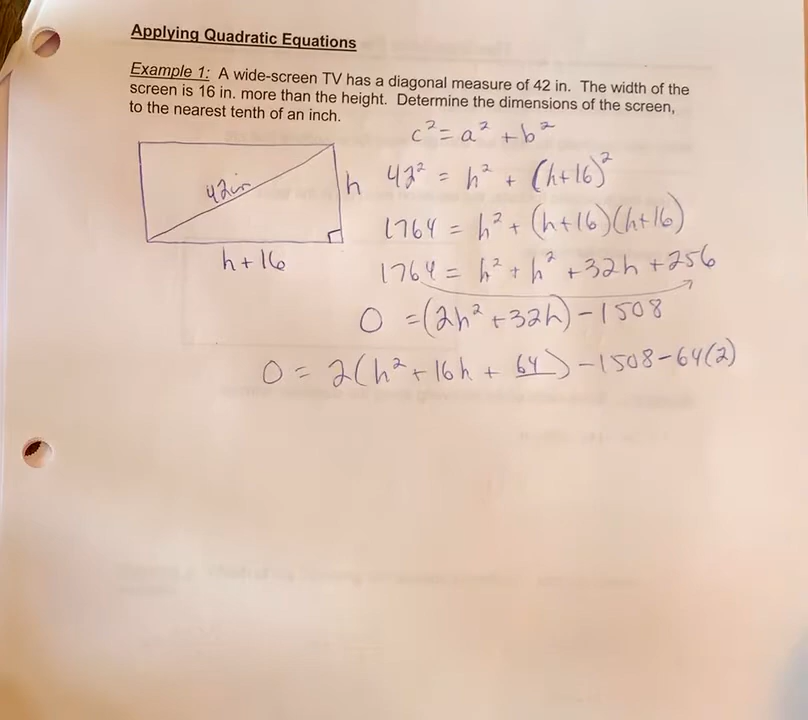 Applying Quadratic Equations
Example 1: A wide-screen TV has a diagonal measure of 42 in. The width of the
screen is 16 in. more than the height. Determine the dimensions of the screen,
to the nearest tenth of an inch.
c² = a² + b²
42in
h
42² = h² + (h+16)²
1764 = h² + (h+16)(h+16)
h + 16
1764 = h² + h² + 32h + 256
0 = (2h² + 32h) - 1508
0 = 2(h² + 16h + 64) - 1508 - 64(2)